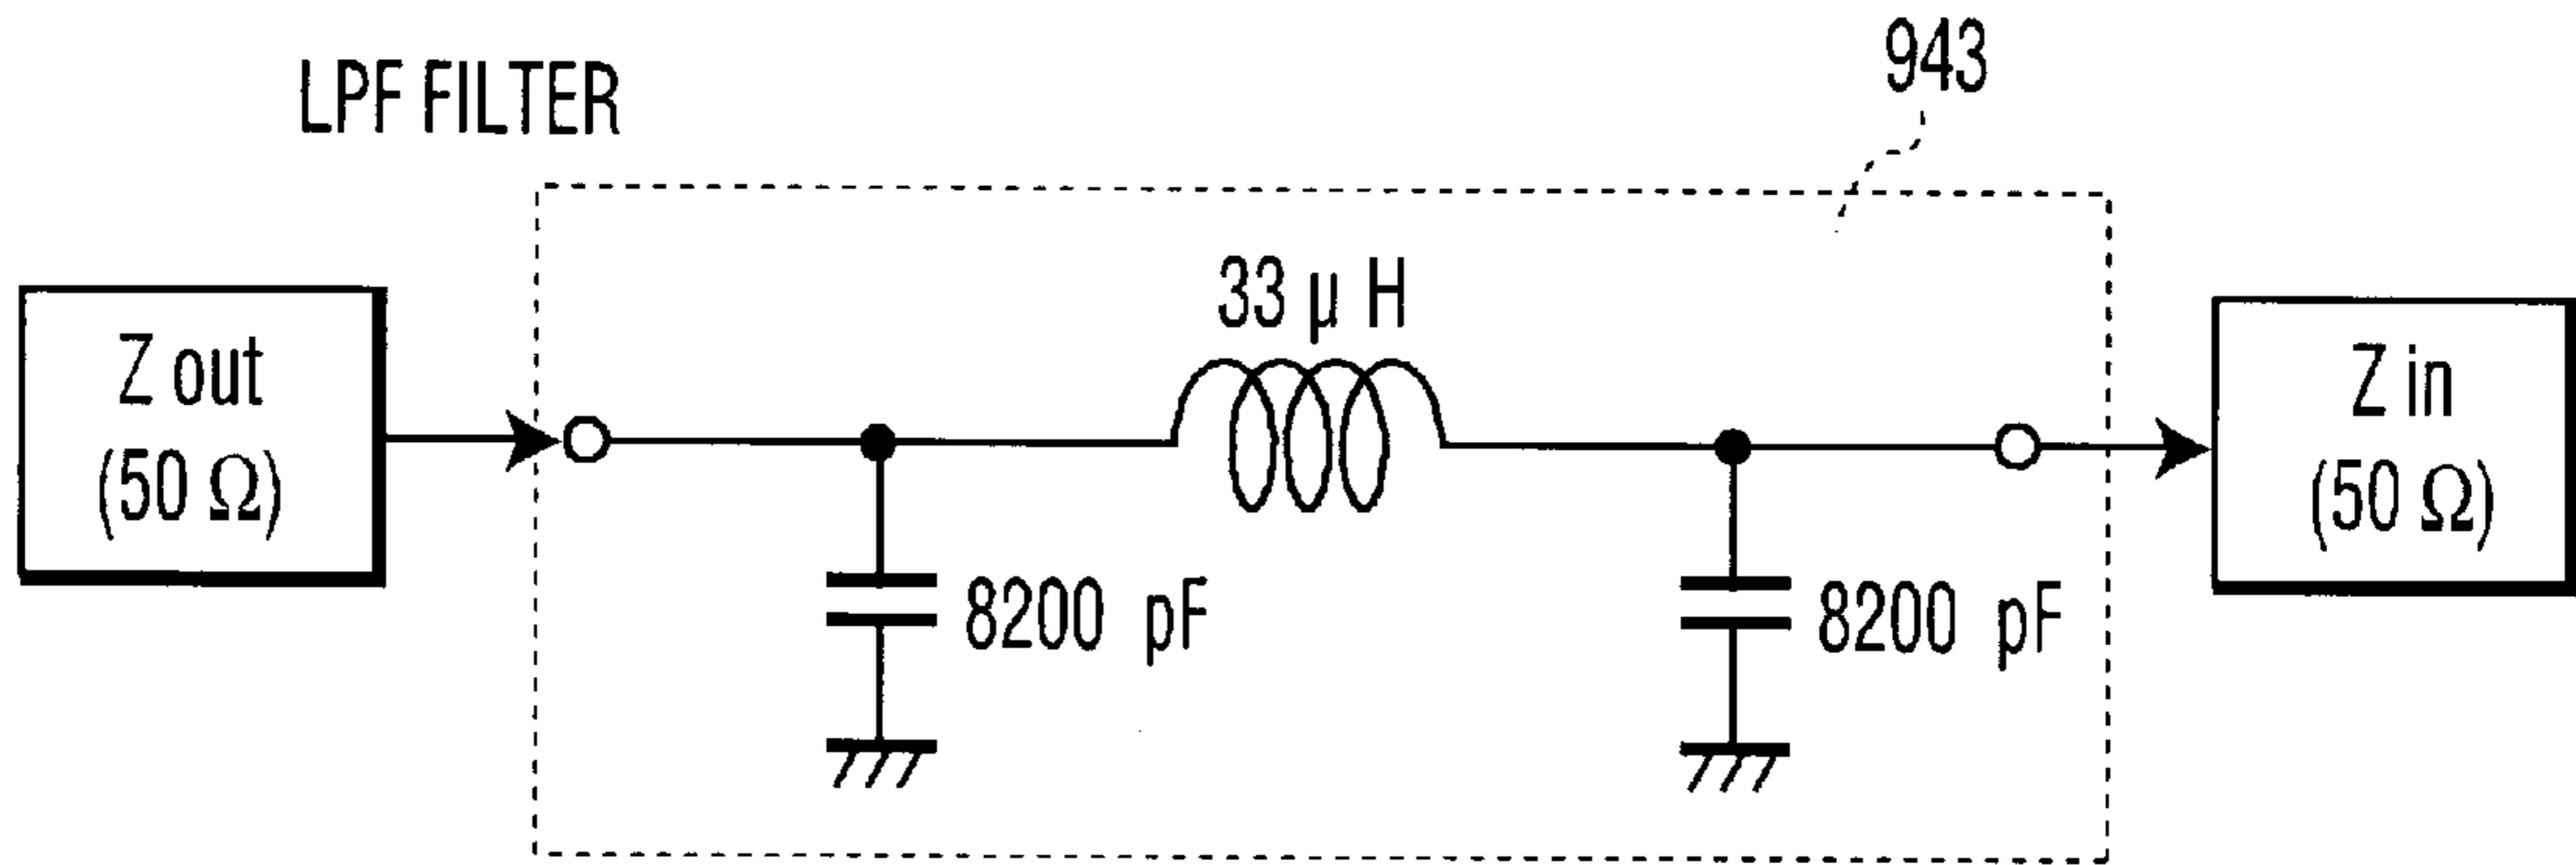 943
LPF FILTER
33 μ H
Z out
(50 Ω)
Z in
(50 Ω)
8200 pF
8200 pF